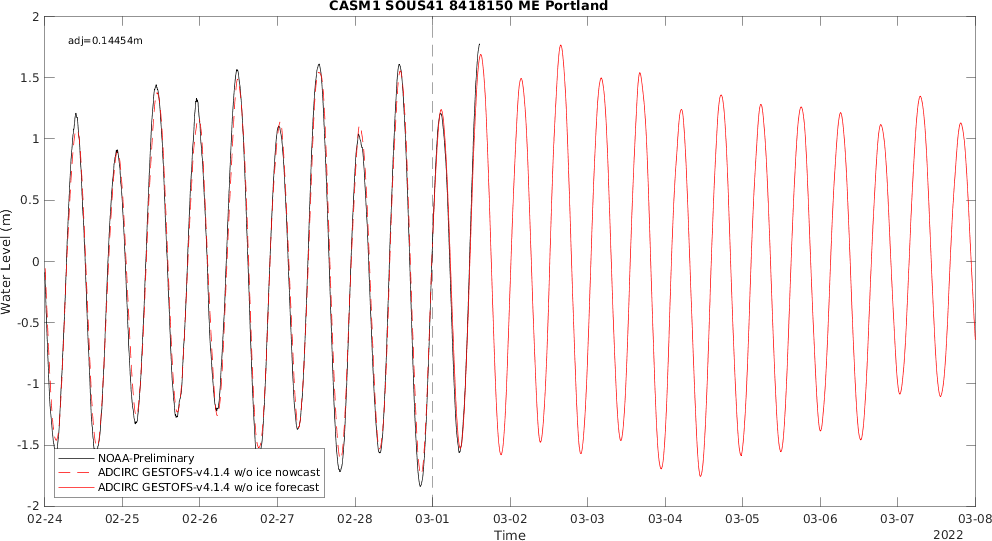 CASM1 SOUS41 8418150 ME Portland
2
adj=0.14454m
1.5
1
0.5
0
-0.5
-1
-1.5
-2
Water Level (m)
NOAA-Preliminary
ADCIRC GESTOFS-v4.1.4 w/o ice nowcast
ADCIRC GESTOFS-v4.1.4 w/o ice forecast
02-24 02-25 02-26 02-27 02-28 03-01 03-02 03-03 03-04 03-05 03-06 03-07 03-08
Time
2022